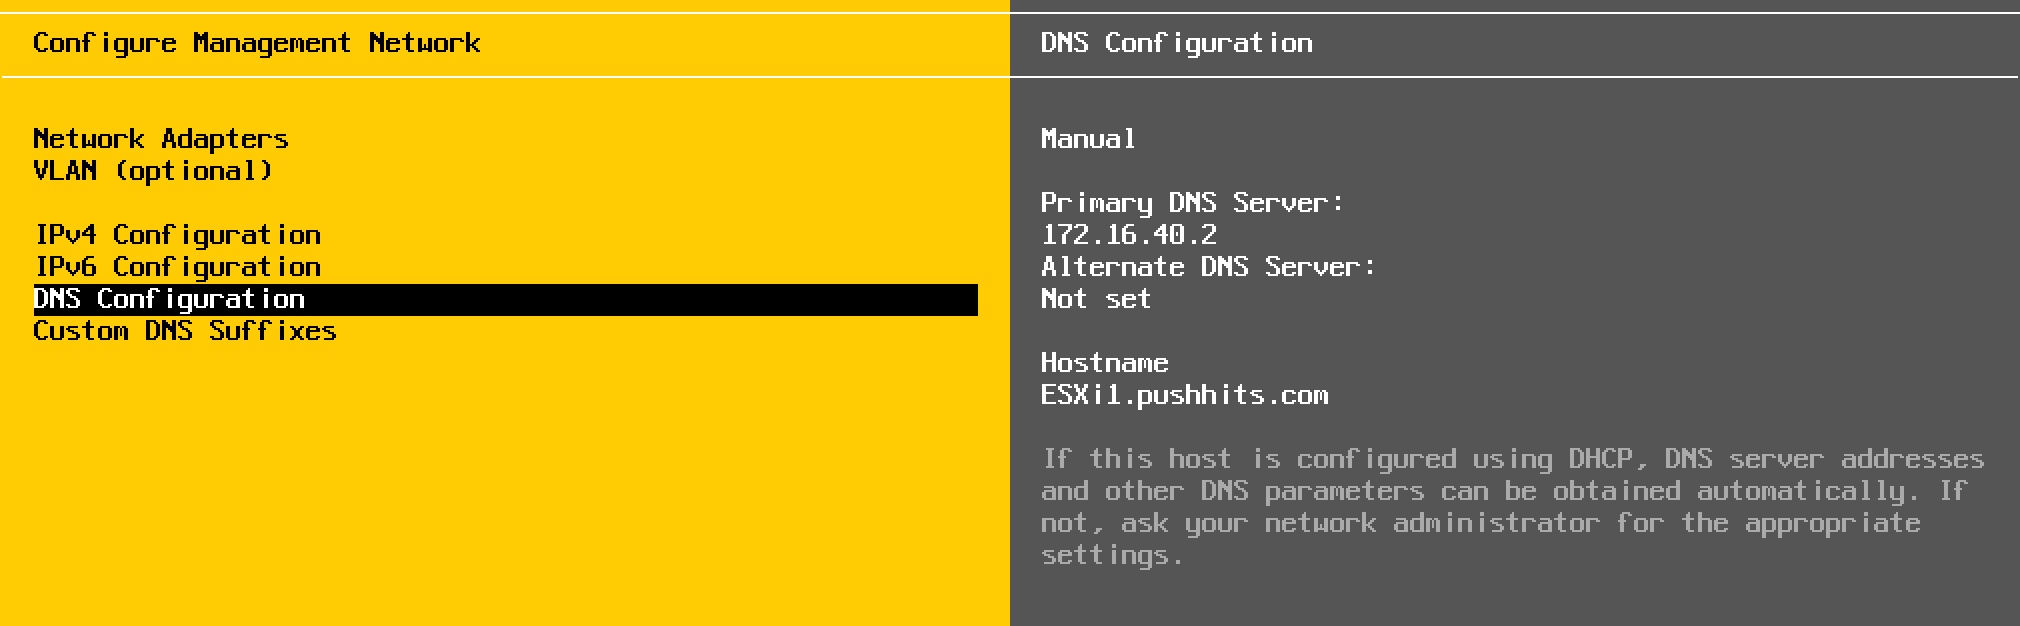 Configure Management Network
Network Adapters
VLAN (optional)
IPv4 Configuration
IPv6 Configuration
DNS Configuration
Custom DNS Suffixes
DNS Configuration
Manual
Primary DNS Server:
172.16.40.2
Alternate DNS Server:
Not set
Hostname
ESXi1.pushhits.com
If this host is configured using DHCP, DNS server addresses
and other DNS parameters can be obtained automatically. If
not, ask your network administrator for the appropriate
settings.